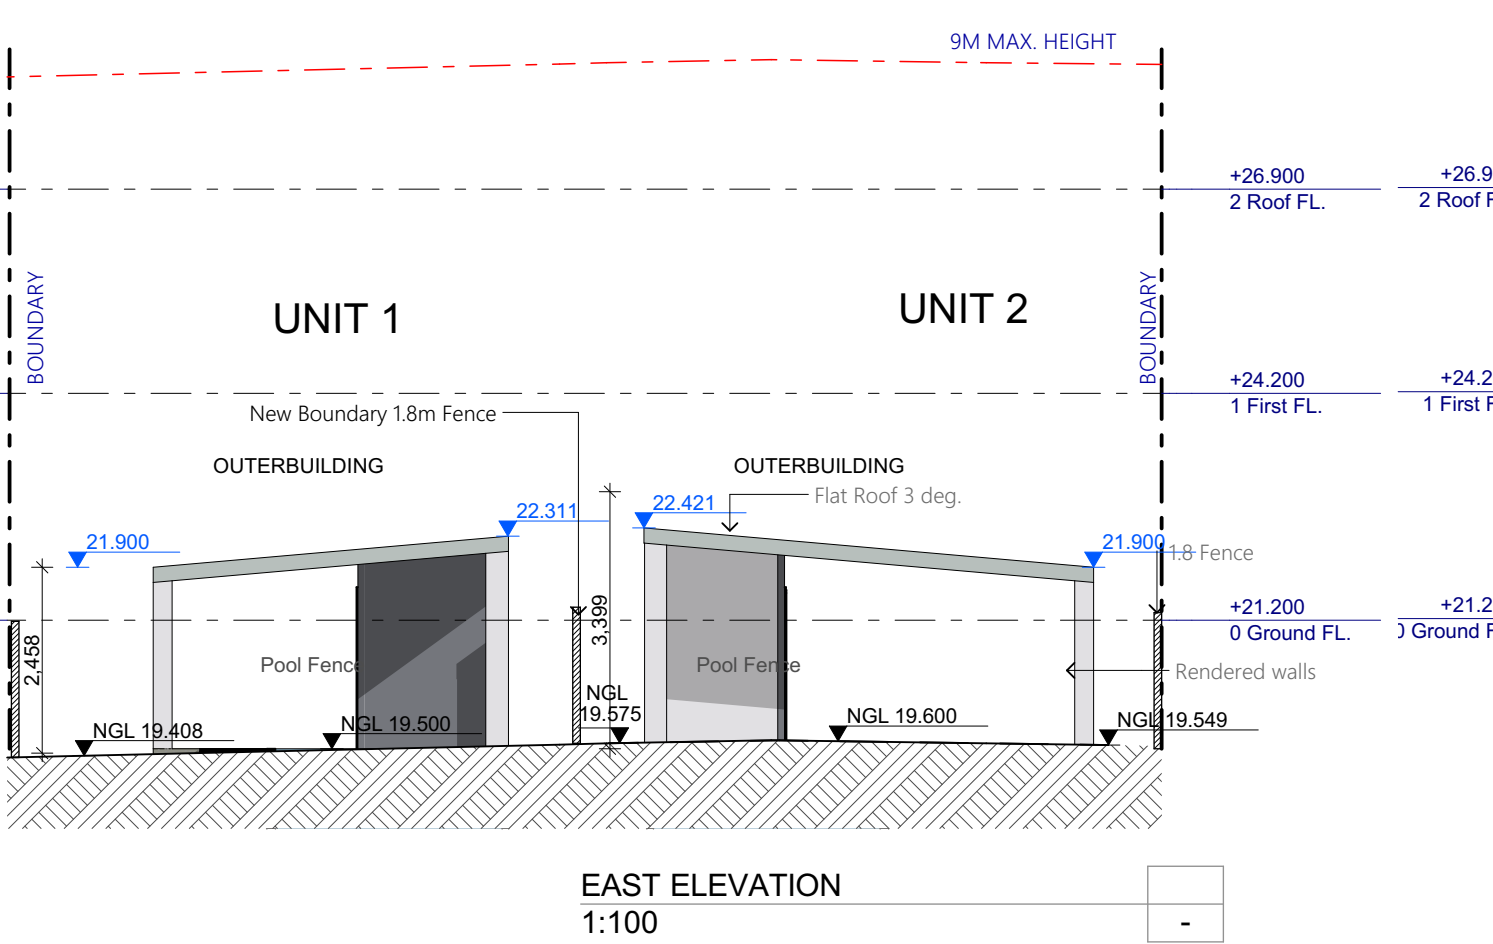 9M MAX. HEIGHT
+26.900
2 Roof FL.
+26.9
2 Roof F
BOUNDARY
UNIT 1
UNIT 2
BOUNDARY
+24.200
1 First FL.
+24.2
1 First F
New Boundary 1.8m Fence
OUTERBUILDING
OUTERBUILDING
Flat Roof 3 deg.
22.311
22.421
21.900
21.900
1.8 Fence
+21.200
0 Ground FL.
+21.2
0 Ground F
2,458
3,399
Pool Fence
Pool Fence
Rendered walls
NGL 19.408
NGL 19.500
NGL
19.575
NGL 19.600
NGL 19.549
EAST ELEVATION
1:100
-